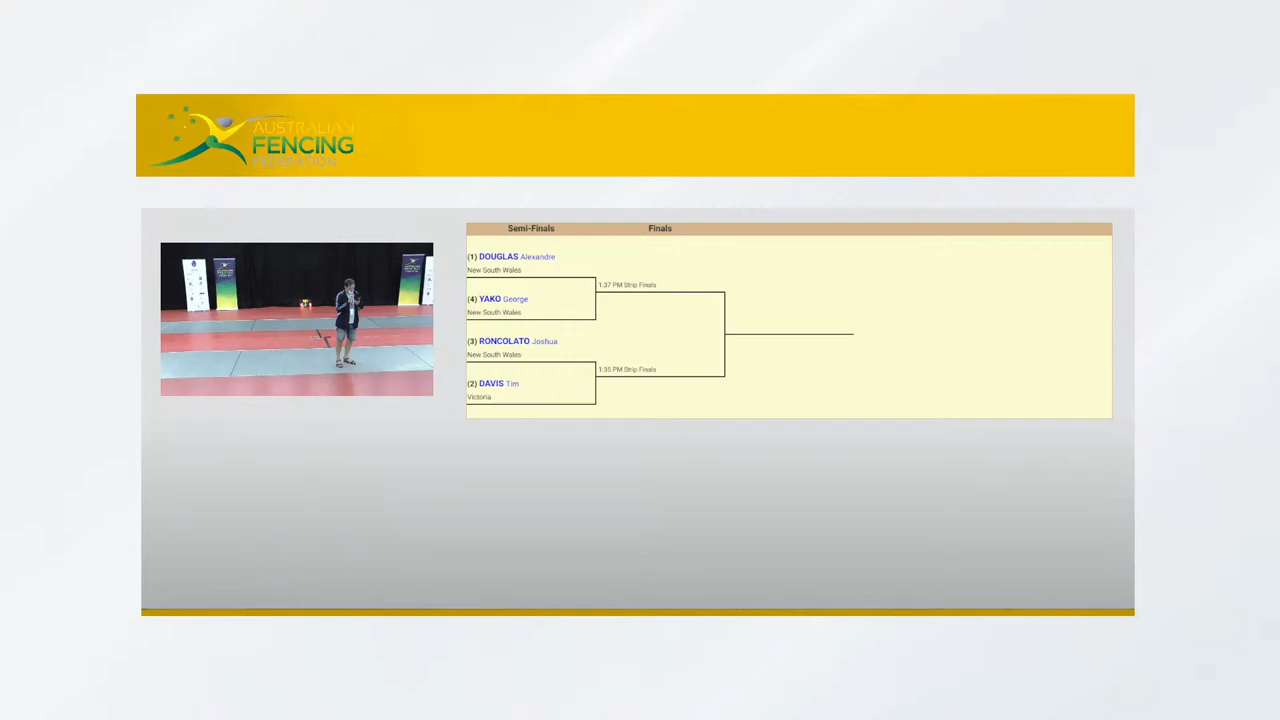 AUSTRALIAN
FENCING
FEDERATION
Semi-Finals Finals
(1) DOUGLAS Alexandre
New South Wales
1:37 PM Strip Finals
(4) YAKO George
New South Wales
(3) RONCOLATO Joshua
New South Wales
1:35 PM Strip Finals
(2) DAVIS Tim
Victoria